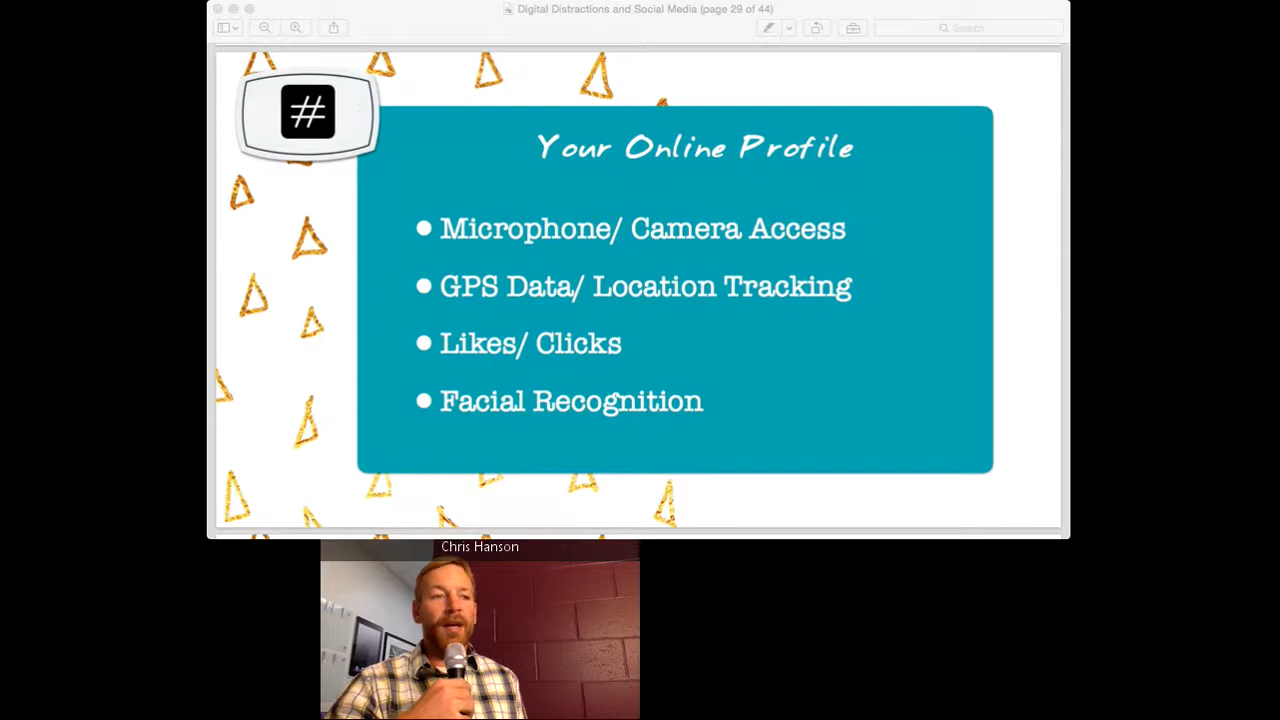 Digital Distractions and Social Media (page 29 of 44)
Search
#
Your Online Profile
Microphone/ Camera Access
GPS Data/ Location Tracking
Likes/ Clicks
Facial Recognition
Chris Hanson